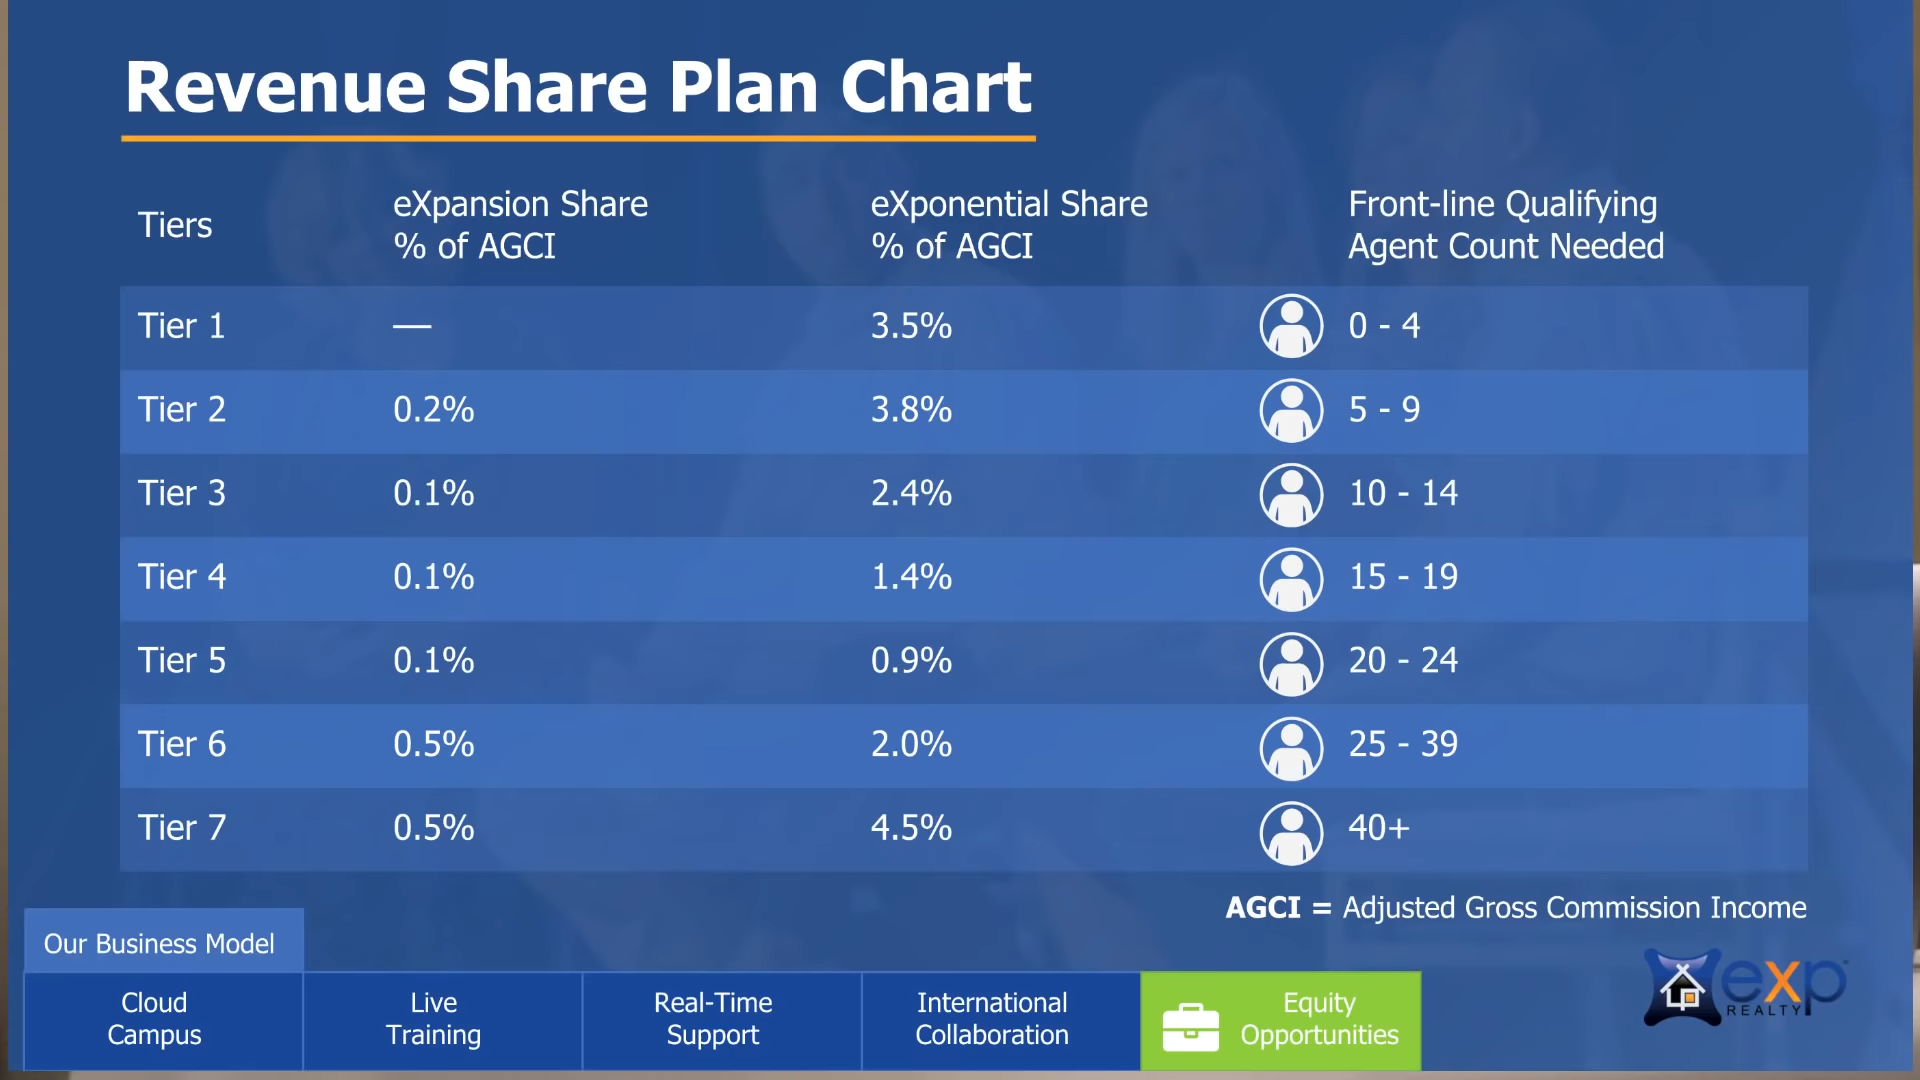 Revenue Share Plan Chart
Tiers
eXpansion Share
% of AGCI
eXponential Share
% of AGCI
Front-line Qualifying
Agent Count Needed
Tier 1 — 3.5% 0 - 4
Tier 2 0.2% 3.8% 5 - 9
Tier 3 0.1% 2.4% 10 - 14
Tier 4 0.1% 1.4% 15 - 19
Tier 5 0.1% 0.9% 20 - 24
Tier 6 0.5% 2.0% 25 - 39
Tier 7 0.5% 4.5% 40+
AGCI = Adjusted Gross Commission Income
Our Business Model
Cloud
Campus
Live
Training
Real-Time
Support
International
Collaboration
Equity
Opportunities
exp
REALTY